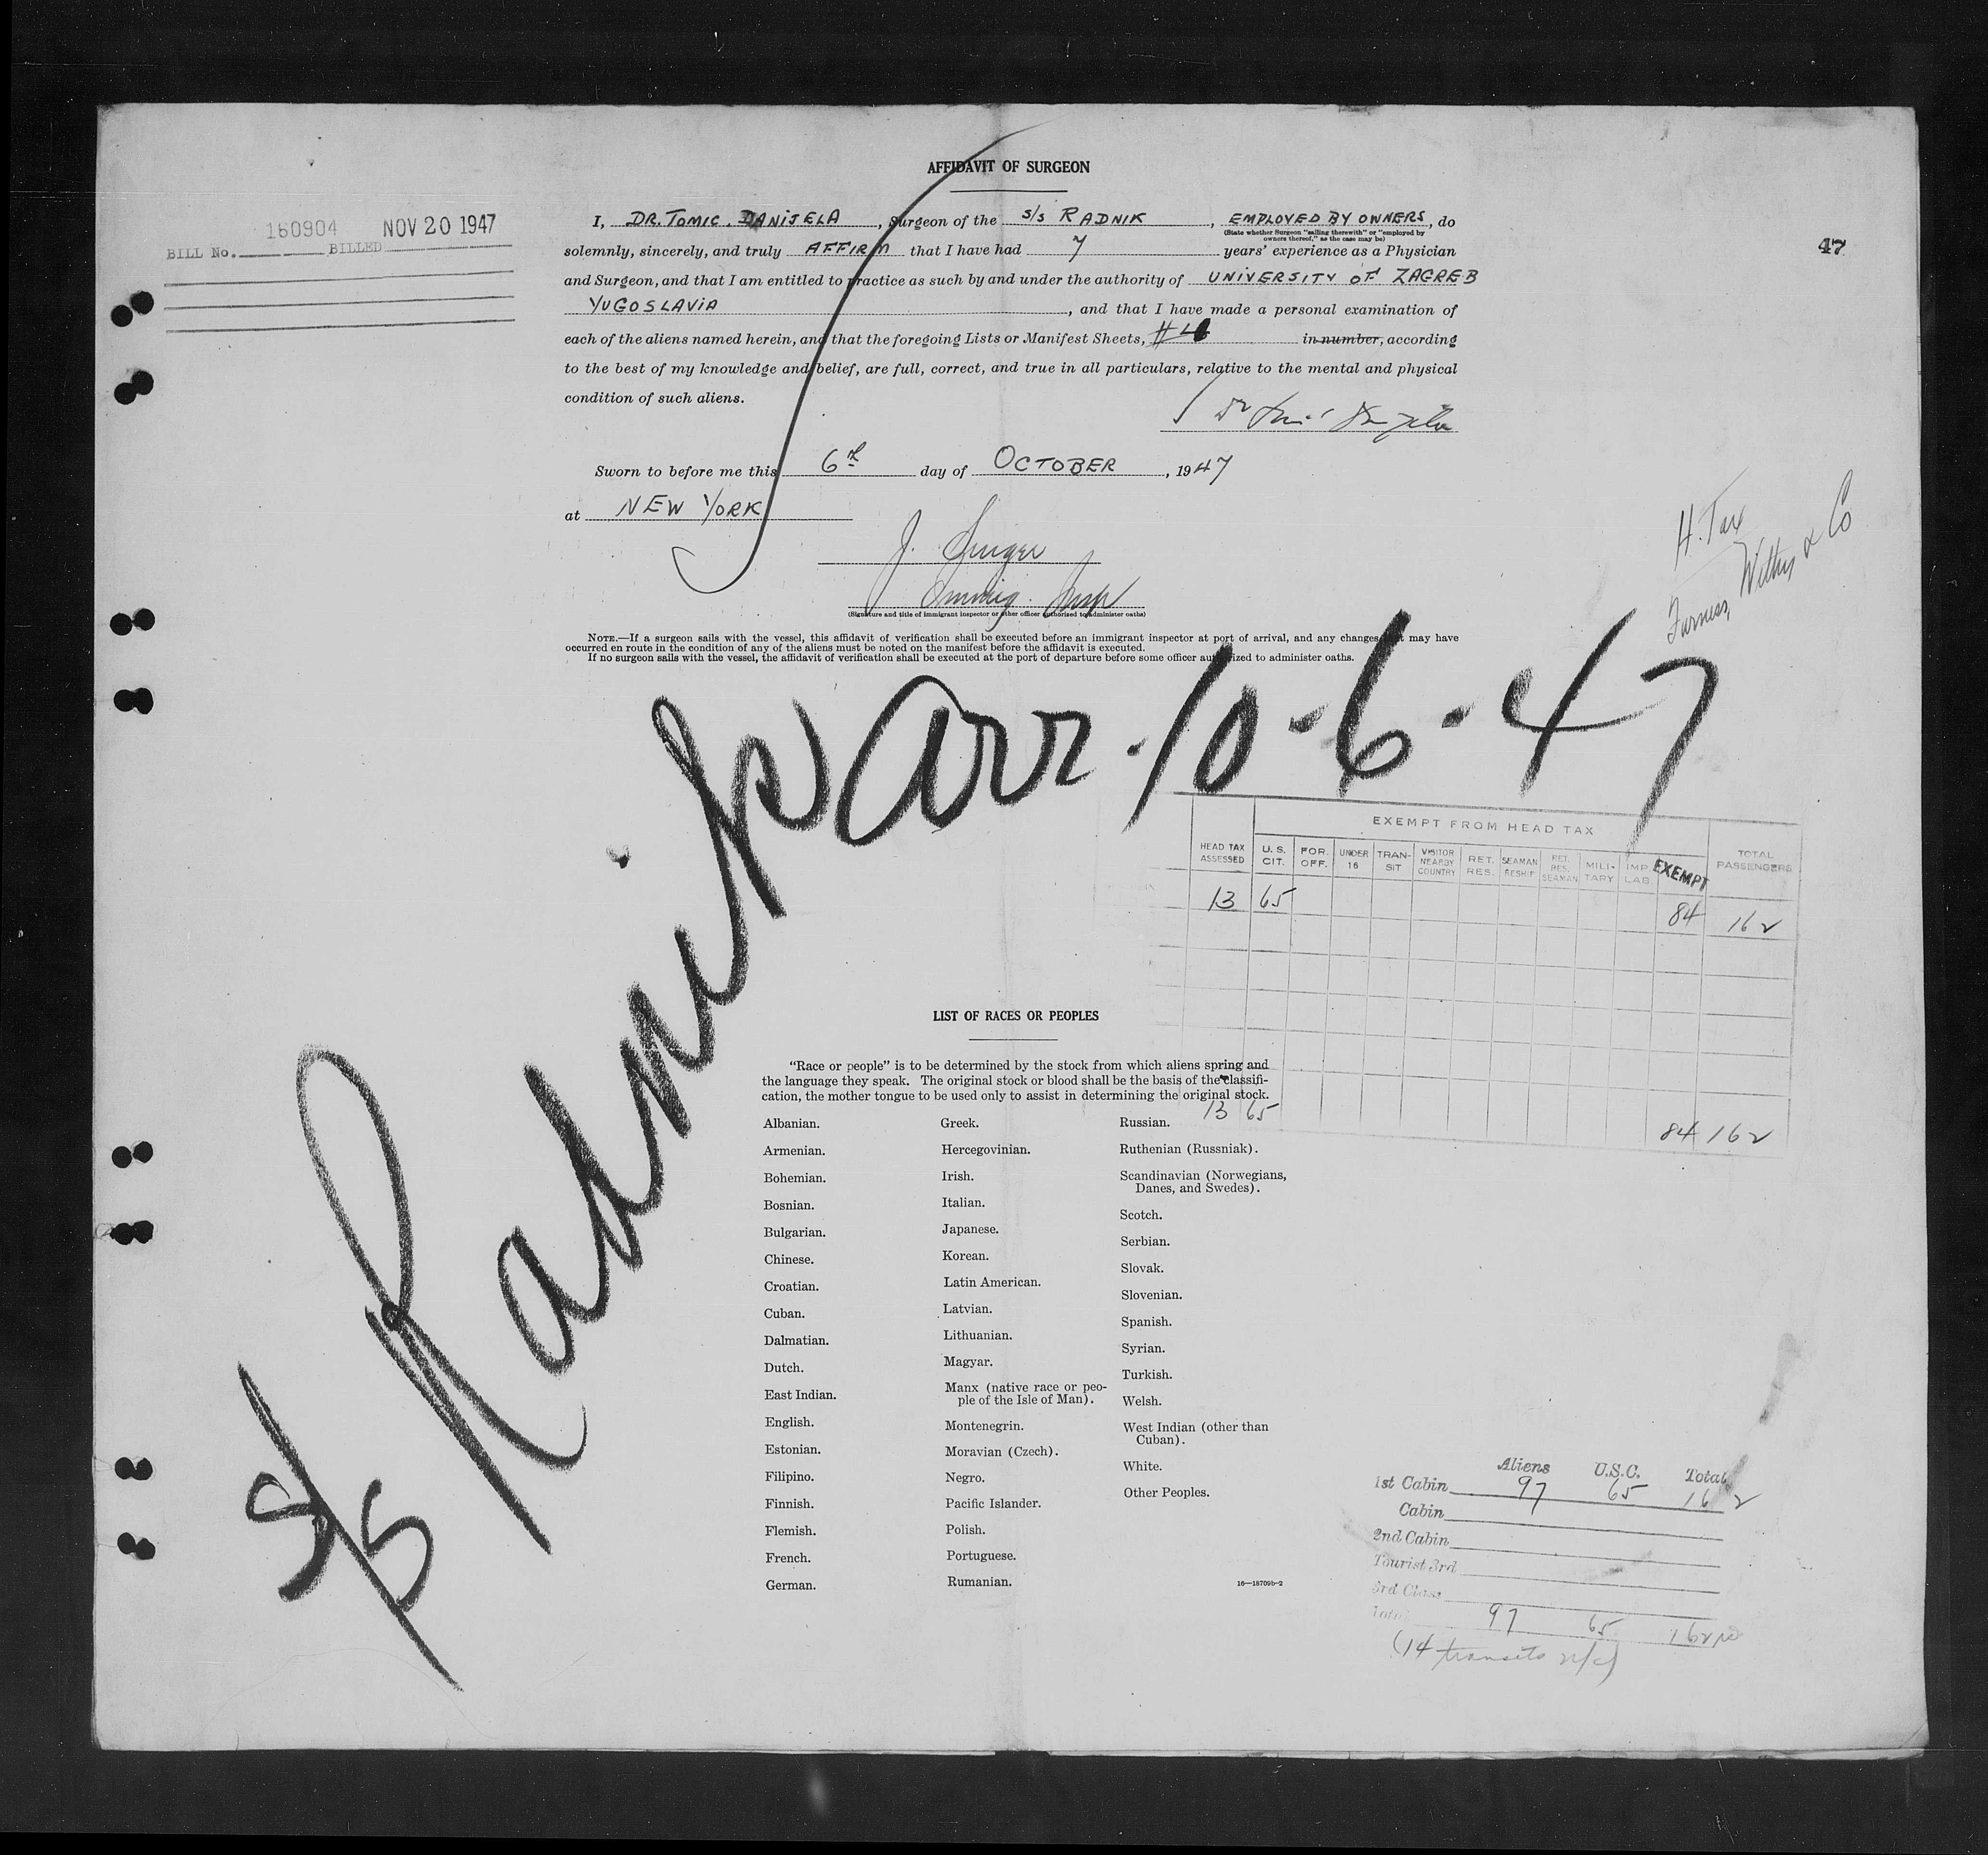 AFFIDAVIT OF SURGEON
160904 NOV 20 1947
BILL No. BILLED
47
I, DR. TOMIC. DANIJELA, Surgeon of the s/s RADNIK, EMPLOYED BY OWNERS, do
(State whether Surgeon "sailing therewith" or "employed by
owners thereof," as the case may be)
solemnly, sincerely, and truly AFFIRM that I have had 7 years' experience as a Physician
and Surgeon, and that I am entitled to practice as such by and under the authority of UNIVERSITY OF ZAGREB
YUGOSLAVIA, and that I have made a personal examination of
each of the aliens named herein, and that the foregoing Lists or Manifest Sheets, in number, according
to the best of my knowledge and belief, are full, correct, and true in all particulars, relative to the mental and physical
condition of such aliens.
Sworn to before me this 6th day of OCTOBER, 1947
at NEW YORK
J. Singer
Immig. Insp
(Signature and title of immigrant inspector or other officer authorized to administer oaths)
H. Tax
Furness, Withy & Co
NOTE.—If a surgeon sails with the vessel, this affidavit of verification shall be executed before an immigrant inspector at port of arrival, and any changes that may have
occurred en route in the condition of any of the aliens must be noted on the manifest before the affidavit is executed.
If no surgeon sails with the vessel, the affidavit of verification shall be executed at the port of departure before some officer authorized to administer oaths.
S/S Radnik arr. 10-6-47
EXEMPT FROM HEAD TAX
HEAD TAX ASSESSED U.S. CIT. FOR. OFF. UNDER 16 TRAN-SIT VISITOR NEARBY COUNTRY RET. RES. SEAMAN RESHIP RET. RES. SEAMAN MILI-TARY IMP. LAB. EXEMPT TOTAL PASSENGERS
13 65 84 162
13 65 84 162
LIST OF RACES OR PEOPLES
"Race or people" is to be determined by the stock from which aliens spring and
the language they speak. The original stock or blood shall be the basis of the classifi-
cation, the mother tongue to be used only to assist in determining the original stock.
Albanian.
Armenian.
Bohemian.
Bosnian.
Bulgarian.
Chinese.
Croatian.
Cuban.
Dalmatian.
Dutch.
East Indian.
English.
Estonian.
Filipino.
Finnish.
Flemish.
French.
German.
Greek.
Hercegovinian.
Irish.
Italian.
Japanese.
Korean.
Latin American.
Latvian.
Lithuanian.
Magyar.
Manx (native race or peo-
ple of the Isle of Man).
Montenegrin.
Moravian (Czech).
Negro.
Pacific Islander.
Polish.
Portuguese.
Rumanian.
Russian.
Ruthenian (Russniak).
Scandinavian (Norwegians,
Danes, and Swedes).
Scotch.
Serbian.
Slovak.
Slovenian.
Spanish.
Syrian.
Turkish.
Welsh.
West Indian (other than
Cuban).
White.
Other Peoples.
16—18709b-2
Aliens U.S.C. Total
1st Cabin 97 65 162
Cabin
2nd Cabin
Tourist 3rd
3rd Class
Total 97 65 162
(14 transits